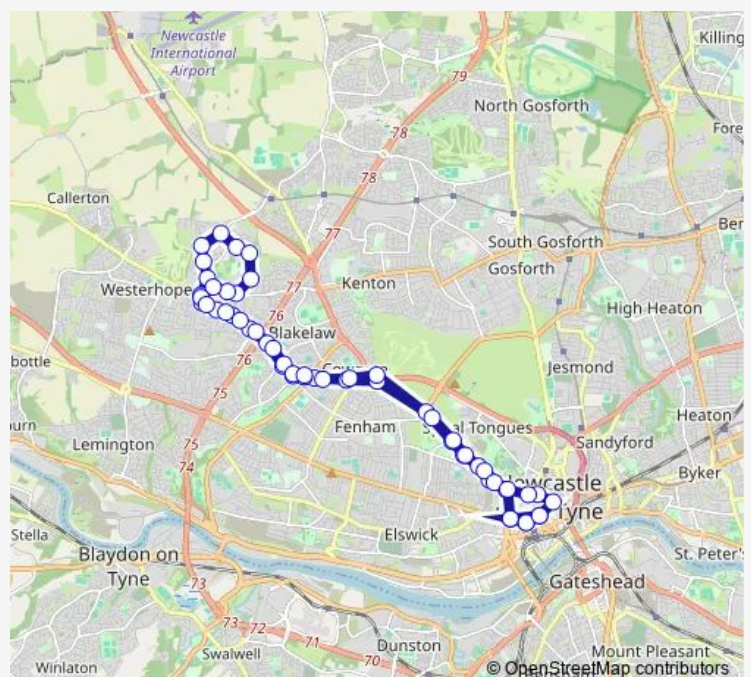 Newcastle
International
Airport
Killing
79
North Gosforth
Fore
78
78
Callerton
77
Ber
South Gosforth
Gosforth
Westerhope
77
Kenton
76
High Heaton
Blakelaw
76
bottle
Jesmond
75
Fenham
Tongues
Heaton
Sandyford
75
Lemington
74
Byker
Newcastle
Tyne
Stella
Elswick
Blaydon on
Tyne
St. Peter's
73
Gateshead
73
72
71
Dunston
Mount Pleasant
Winlaton
Swalwell
70
© OpenStreetMap contributors